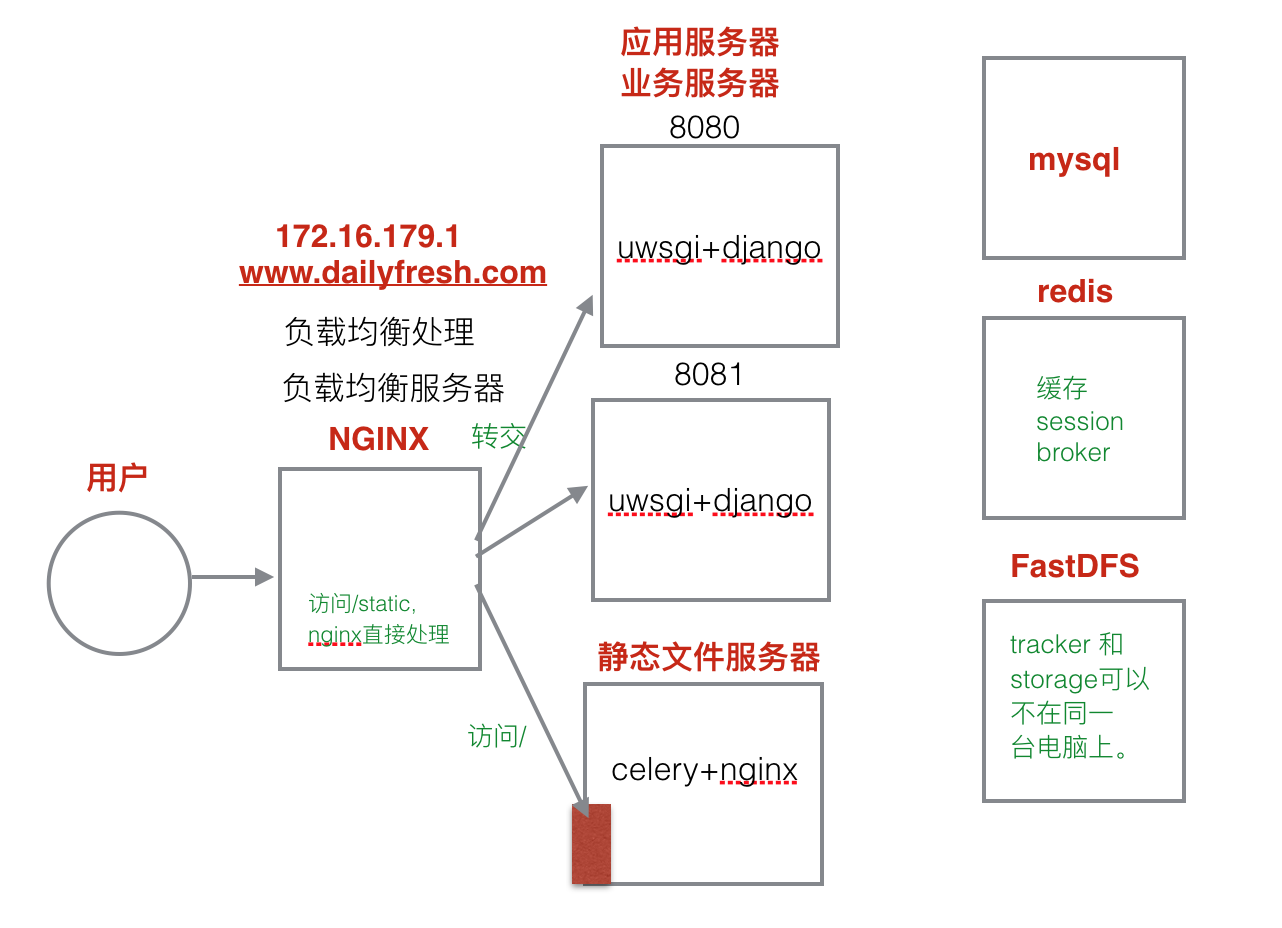 应用服务器
业务服务器
8080
uwsgi+django
172.16.179.1
www.dailyfresh.com
负载均衡处理
负载均衡服务器
NGINX
转交
8081
uwsgi+django
用户
访问/static,
nginx直接处理
访问/
静态文件服务器
celery+nginx
mysql
redis
缓存
session
broker
FastDFS
tracker 和
storage可以
不在同一
台电脑上。